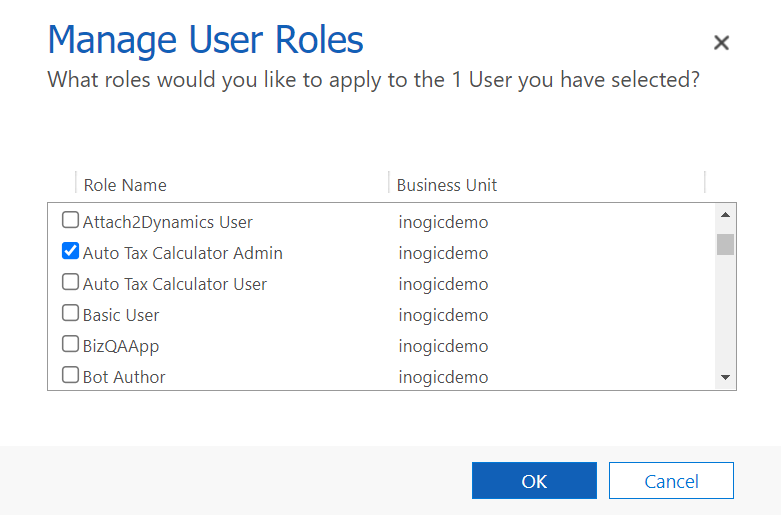 Manage User Roles
What roles would you like to apply to the 1 User you have selected?
Role Name Business Unit
Attach2Dynamics User inogicdemo
Auto Tax Calculator Admin inogicdemo
Auto Tax Calculator User inogicdemo
Basic User inogicdemo
BizQAApp inogicdemo
Bot Author inogicdemo
OK Cancel